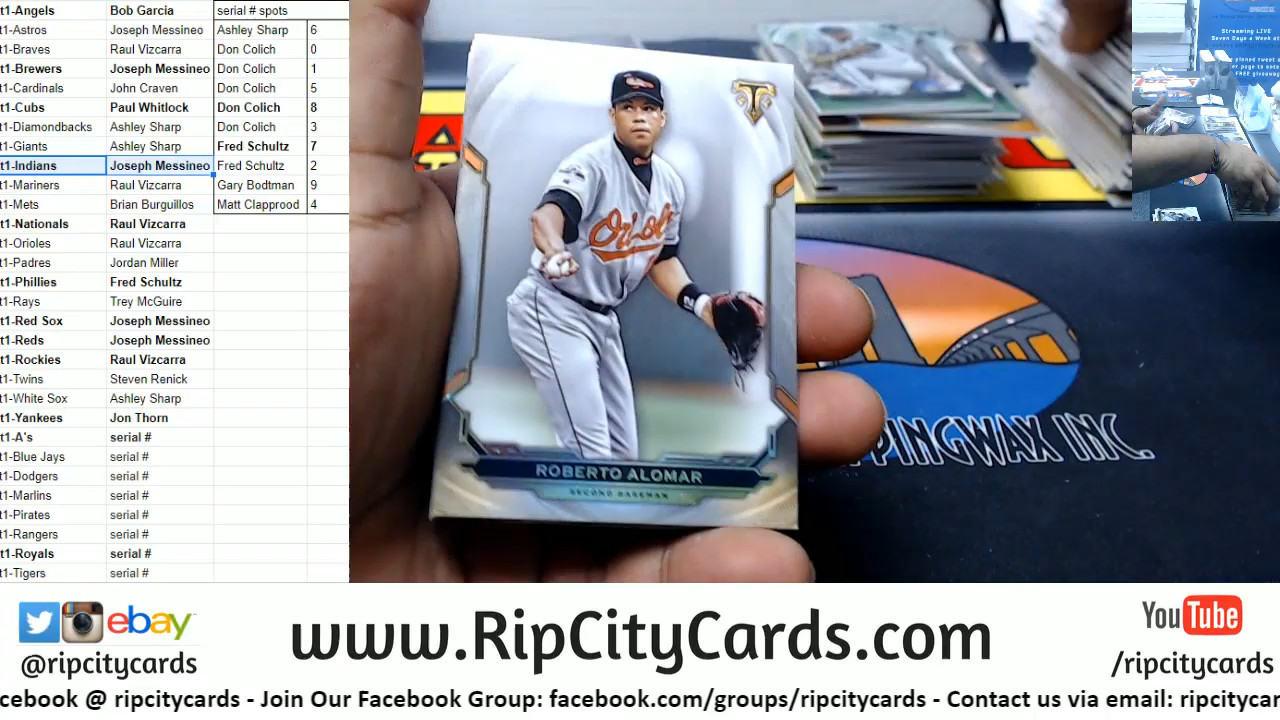 t1-Angels Bob Garcia serial # spots
t1-Astros Joseph Messineo Ashley Sharp 6
t1-Braves Raul Vizcarra Don Colich 0
t1-Brewers Joseph Messineo Don Colich 1
t1-Cardinals John Craven Don Colich 5
t1-Cubs Paul Whitlock Don Colich 8
t1-Diamondbacks Ashley Sharp Don Colich 3
t1-Giants Ashley Sharp Fred Schultz 7
t1-Indians Joseph Messineo Fred Schultz 2
t1-Mariners Raul Vizcarra Gary Bodtman 9
t1-Mets Brian Burguillos Matt Clapprood 4
t1-Nationals Raul Vizcarra
t1-Orioles Raul Vizcarra
t1-Padres Jordan Miller
t1-Phillies Fred Schultz
t1-Rays Trey McGuire
t1-Red Sox Joseph Messineo
t1-Reds Joseph Messineo
t1-Rockies Raul Vizcarra
t1-Twins Steven Renick
t1-White Sox Ashley Sharp
t1-Yankees Jon Thorn
t1-A's serial #
t1-Blue Jays serial #
t1-Dodgers serial #
t1-Marlins serial #
t1-Pirates serial #
t1-Rangers serial #
t1-Royals serial #
t1-Tigers serial #
Orioles
ROBERTO ALOMAR
SECOND BASEMAN
PPINGWAX INC.
Streaming LIVE
Seven Days a Week at
ebay
@ripcitycards
www.RipCityCards.com
YouTube
/ripcitycards
cebook @ ripcitycards - Join Our Facebook Group: facebook.com/groups/ripcitycards - Contact us via email: ripcitycar